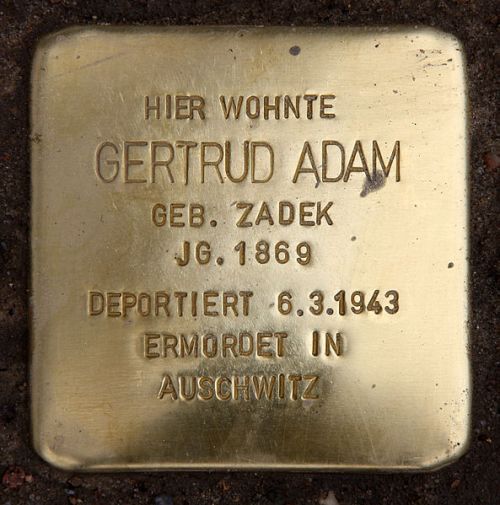 HIER WOHNTE
GERTRUD ADAM
GEB. ZADEK
JG. 1869
DEPORTIERT 6.3.1943
ERMORDET IN
AUSCHWITZ